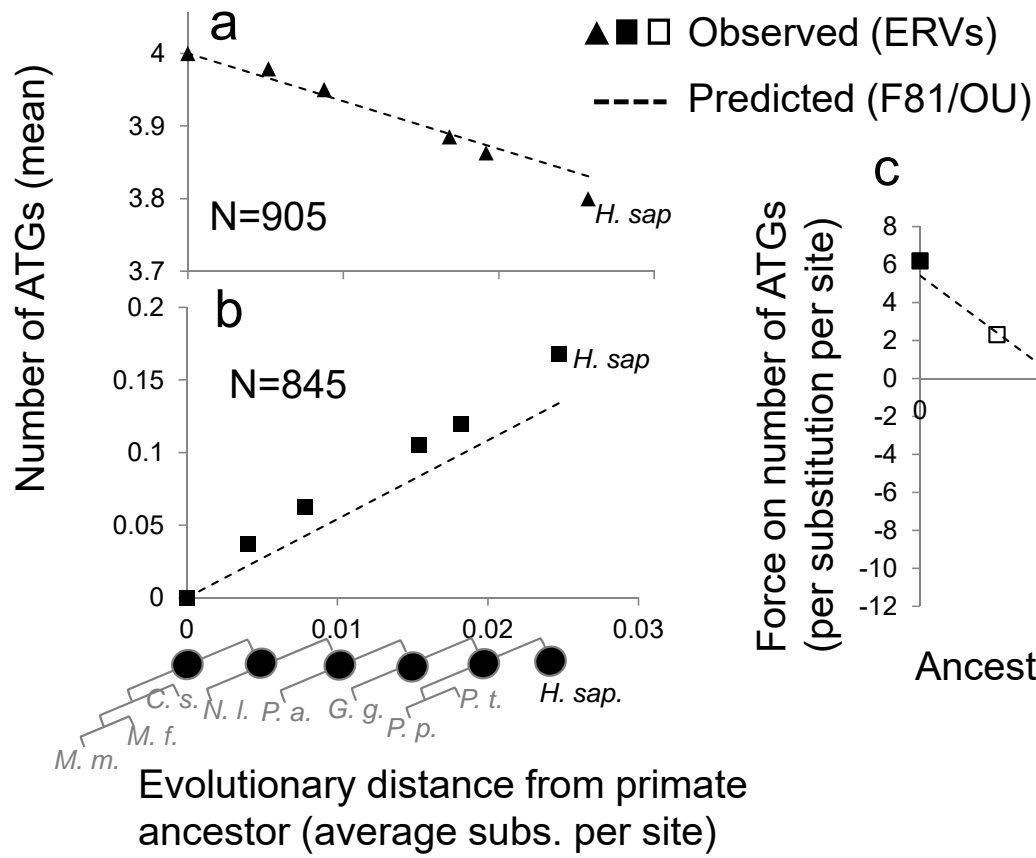 a
Observed (ERVs)
Predicted (F81/OU)
Number of ATGs (mean)
4
3.9
3.8
3.7
N=905
H. sap
b
0.2
0.15
0.1
0.05
0
N=845
H. sap
0
0.01
0.02
0.03
C. s.
N. l.
P. a.
G. g.
P. t.
H. sap.
M. f.
P. p.
M. m.
Evolutionary distance from primate
ancestor (average subs. per site)
c
Force on number of ATGs
(per substitution per site)
8
6
4
2
0
-2
-4
-6
-8
-10
-12
0
Ancest